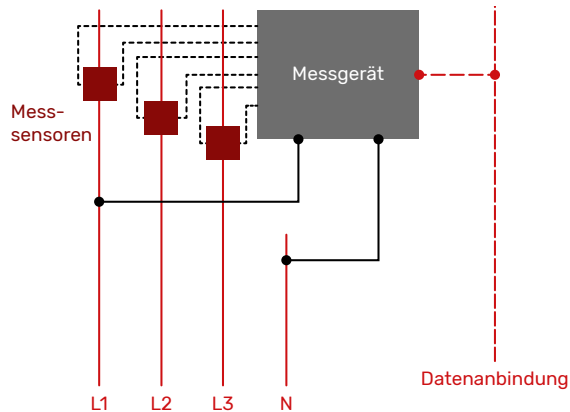 Messgerät
Mess-
sensoren
Datenanbindung
L1
L2
L3
N